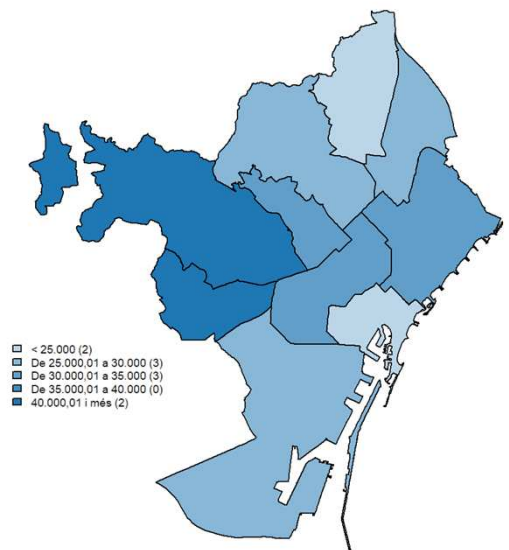 < 25.000 (2)
De 25.000,01 a 30.000 (3)
De 30.000,01 a 35.000 (3)
De 35.000,01 a 40.000 (0)
40.000,01 i més (2)